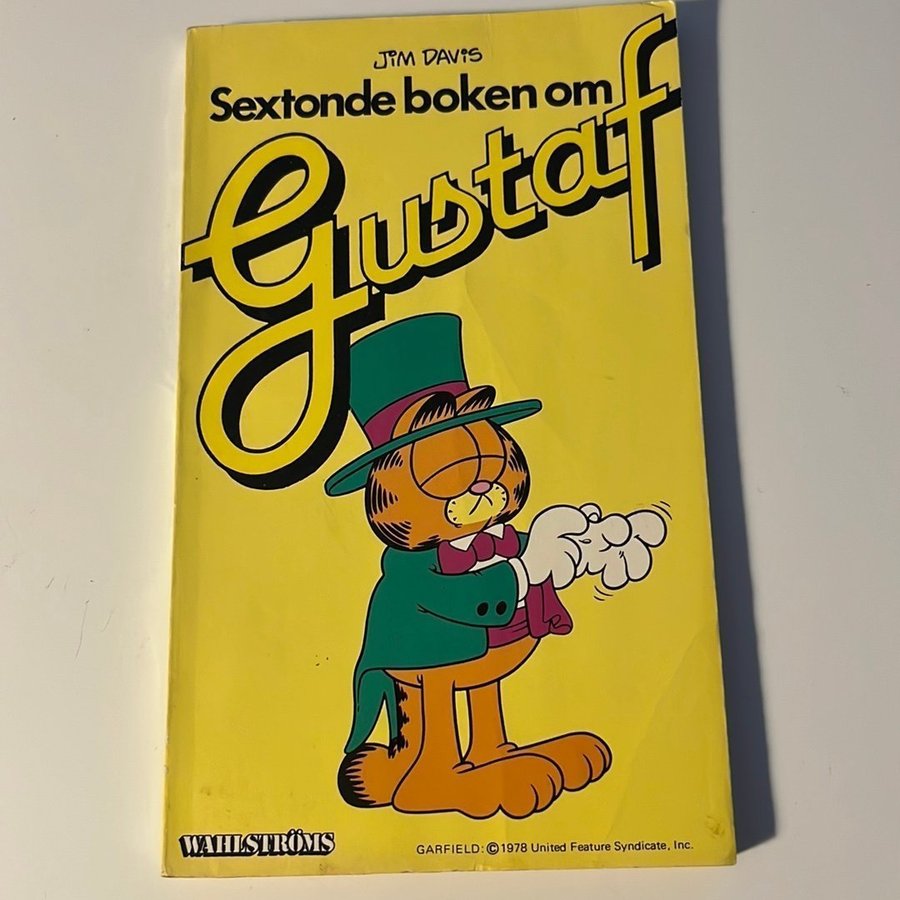 JIM DAVIS
Sextonde boken om
Gustaf
WAHLSTRÖMS
GARFIELD: © 1978 United Feature Syndicate, Inc.